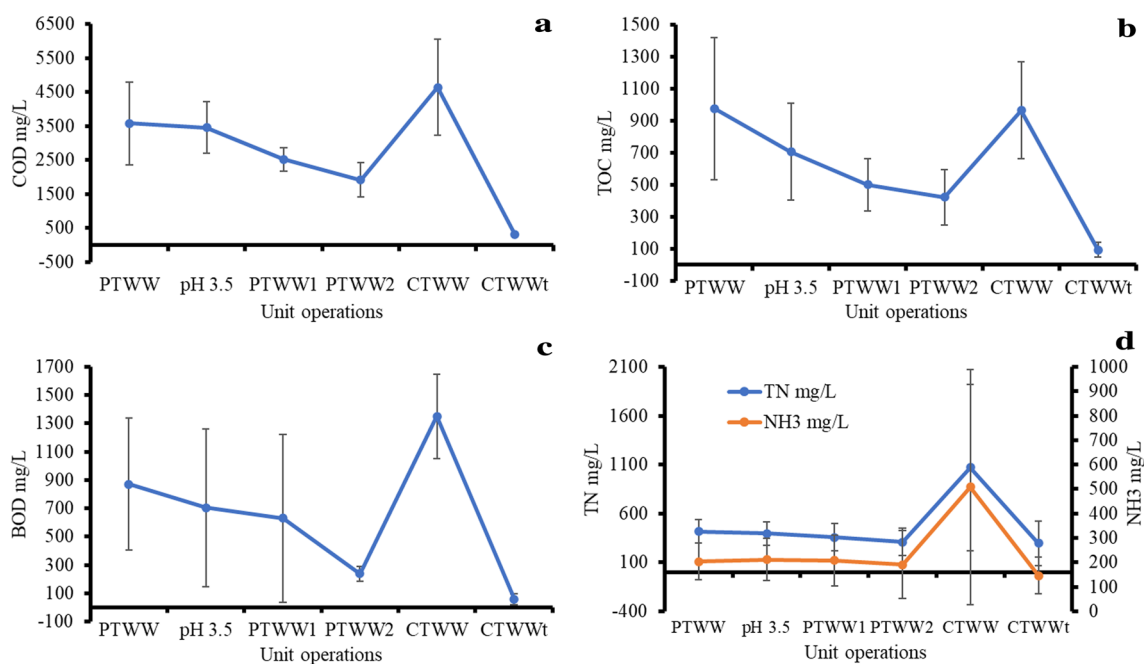 a
6500
5500
4500
3500
2500
1500
500
-500
COD mg/L
PTWW pH 3.5 PTWW1 PTWW2 CTWW CTWWt
Unit operations
b
1500
1300
1100
900
700
500
300
100
-100
TOC mg/L
PTWW pH 3.5 PTWW1 PTWW2 CTWW CTWWt
Unit operations
c
1700
1500
1300
1100
900
700
500
300
100
-100
BOD mg/L
PTWW pH 3.5 PTWW1 PTWW2 CTWW CTWWt
Unit operations
d
2100
1600
1100
600
100
-400
TN mg/L
TN mg/L
NH3 mg/L
1000
900
800
700
600
500
400
300
200
100
0
NH3 mg/L
PTWW pH 3.5 PTWW1 PTWW2 CTWW CTWWt
Unit operations